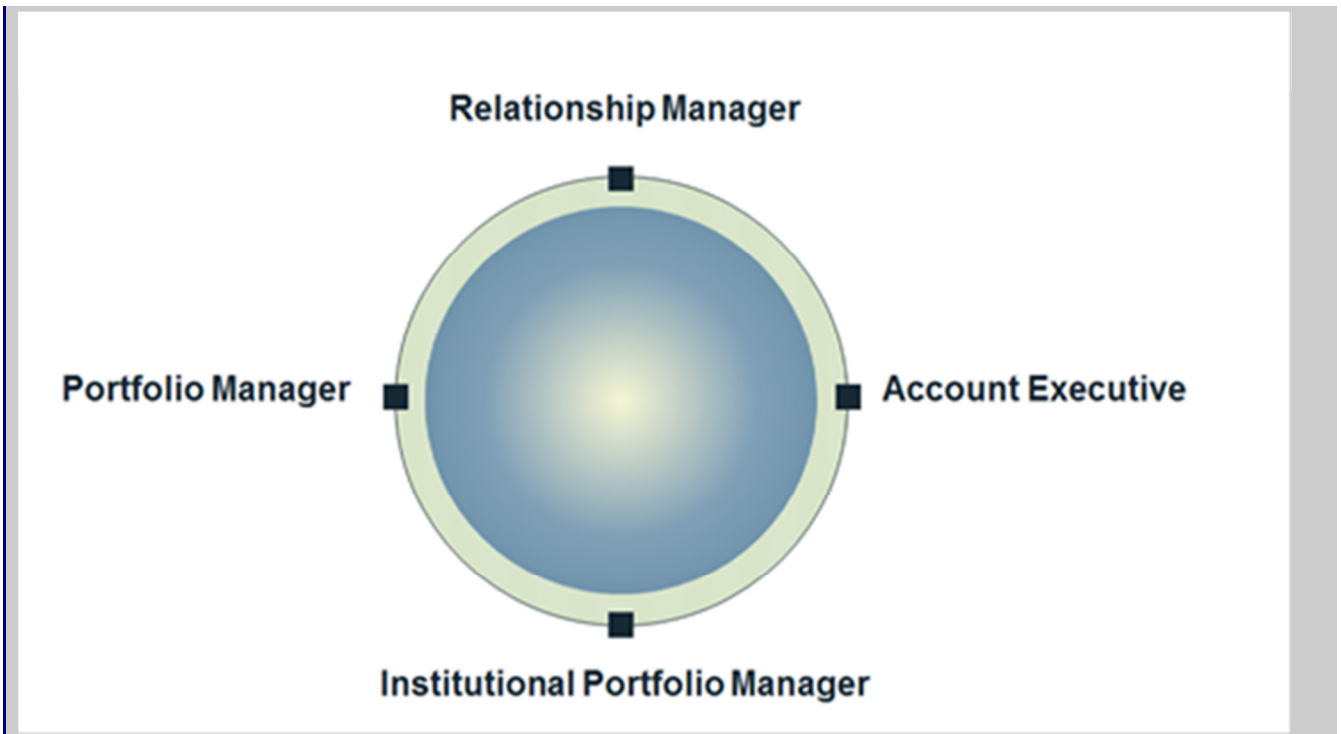 Relationship Manager
Portfolio Manager
Account Executive
Institutional Portfolio Manager